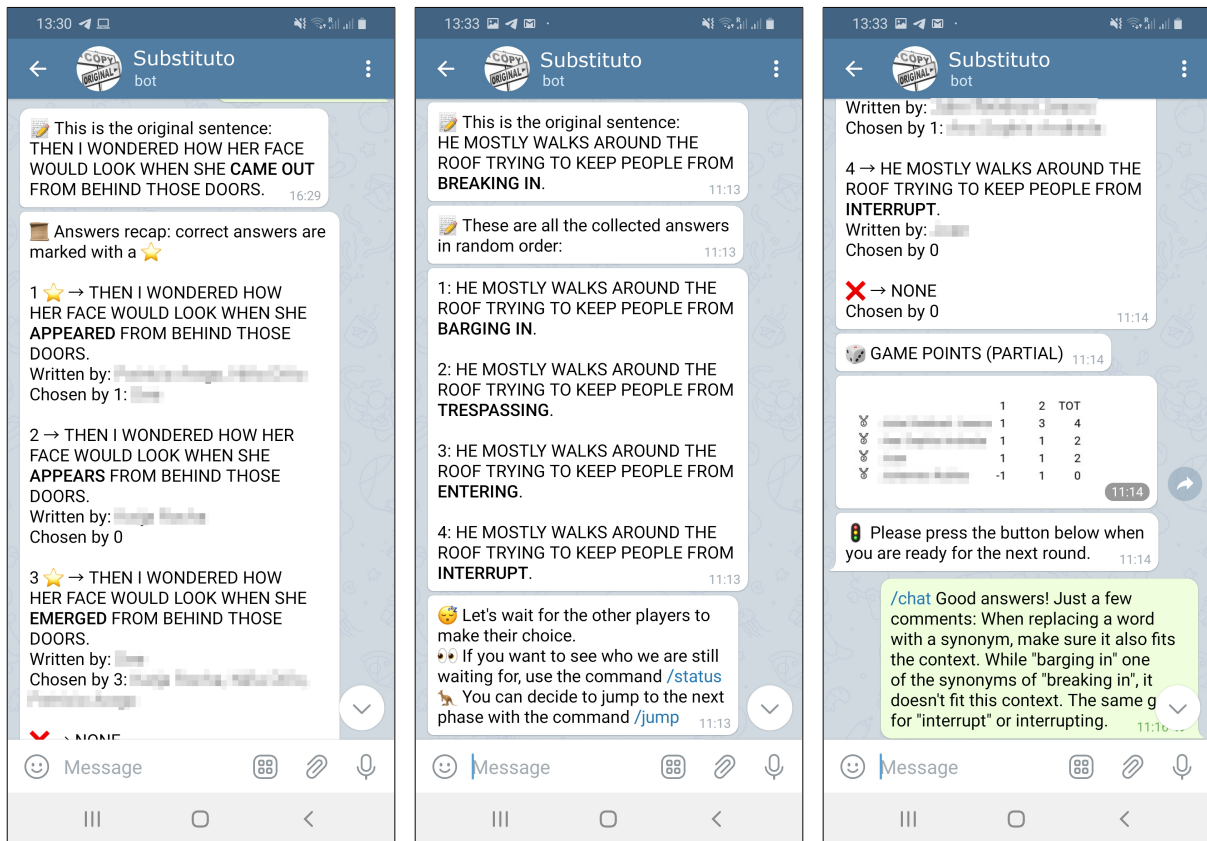 13:30
Substituto
bot
This is the original sentence:
THEN I WONDERED HOW HER FACE
WOULD LOOK WHEN SHE CAME OUT
FROM BEHIND THOSE DOORS.
16:29
Answers recap: correct answers are
marked with a ⭐
1 ⭐ → THEN I WONDERED HOW
HER FACE WOULD LOOK WHEN SHE
APPEARED FROM BEHIND THOSE
DOORS.
Written by:
Chosen by 1:
2 → THEN I WONDERED HOW HER
FACE WOULD LOOK WHEN SHE
APPEARS FROM BEHIND THOSE
DOORS.
Written by:
Chosen by 0
3 ⭐ → THEN I WONDERED HOW
HER FACE WOULD LOOK WHEN SHE
EMERGED FROM BEHIND THOSE
DOORS.
Written by:
Chosen by 3:
❌ → NONE
Message
13:33
COPY
ORIGINAL
Substituto
bot
This is the original sentence:
HE MOSTLY WALKS AROUND THE
ROOF TRYING TO KEEP PEOPLE FROM
BREAKING IN.
11:13
These are all the collected answers
in random order:
11:13
1: HE MOSTLY WALKS AROUND THE
ROOF TRYING TO KEEP PEOPLE FROM
BARGING IN.
2: HE MOSTLY WALKS AROUND THE
ROOF TRYING TO KEEP PEOPLE FROM
TRESPASSING.
3: HE MOSTLY WALKS AROUND THE
ROOF TRYING TO KEEP PEOPLE FROM
ENTERING.
4: HE MOSTLY WALKS AROUND THE
ROOF TRYING TO KEEP PEOPLE FROM
INTERRUPT.
11:13
Let's wait for the other players to
make their choice.
If you want to see who we are still
waiting for, use the command /status
You can decide to jump to the next
phase with the command /jump
11:13
Message
13:33
COPY
ORIGINAL
Substituto
bot
Written by:
Chosen by 1:
4 → HE MOSTLY WALKS AROUND THE
ROOF TRYING TO KEEP PEOPLE FROM
INTERRUPT.
Written by:
Chosen by 0
❌ → NONE
Chosen by 0
11:14
GAME POINTS (PARTIAL)
11:14
1 2 TOT
1 3 4
1 1 2
1 1 2
-1 1 0
11:14
Please press the button below when
you are ready for the next round.
11:14
/chat Good answers! Just a few
comments: When replacing a word
with a synonym, make sure it also fits
the context. While "barging in" one
of the synonyms of "breaking in", it
doesn't fit this context. The same
for "interrupt" or interrupting.
Message